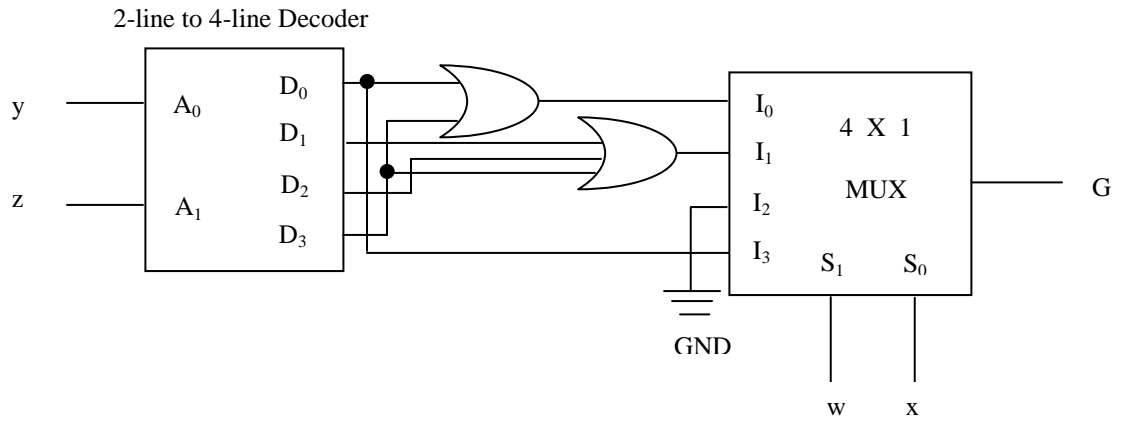 2-line to 4-line Decoder
y
z
A₀
A₁
D₀
D₁
D₂
D₃
I₀
I₁
I₂
I₃
4 X 1
MUX
S₁ S₀
G
GND
w x